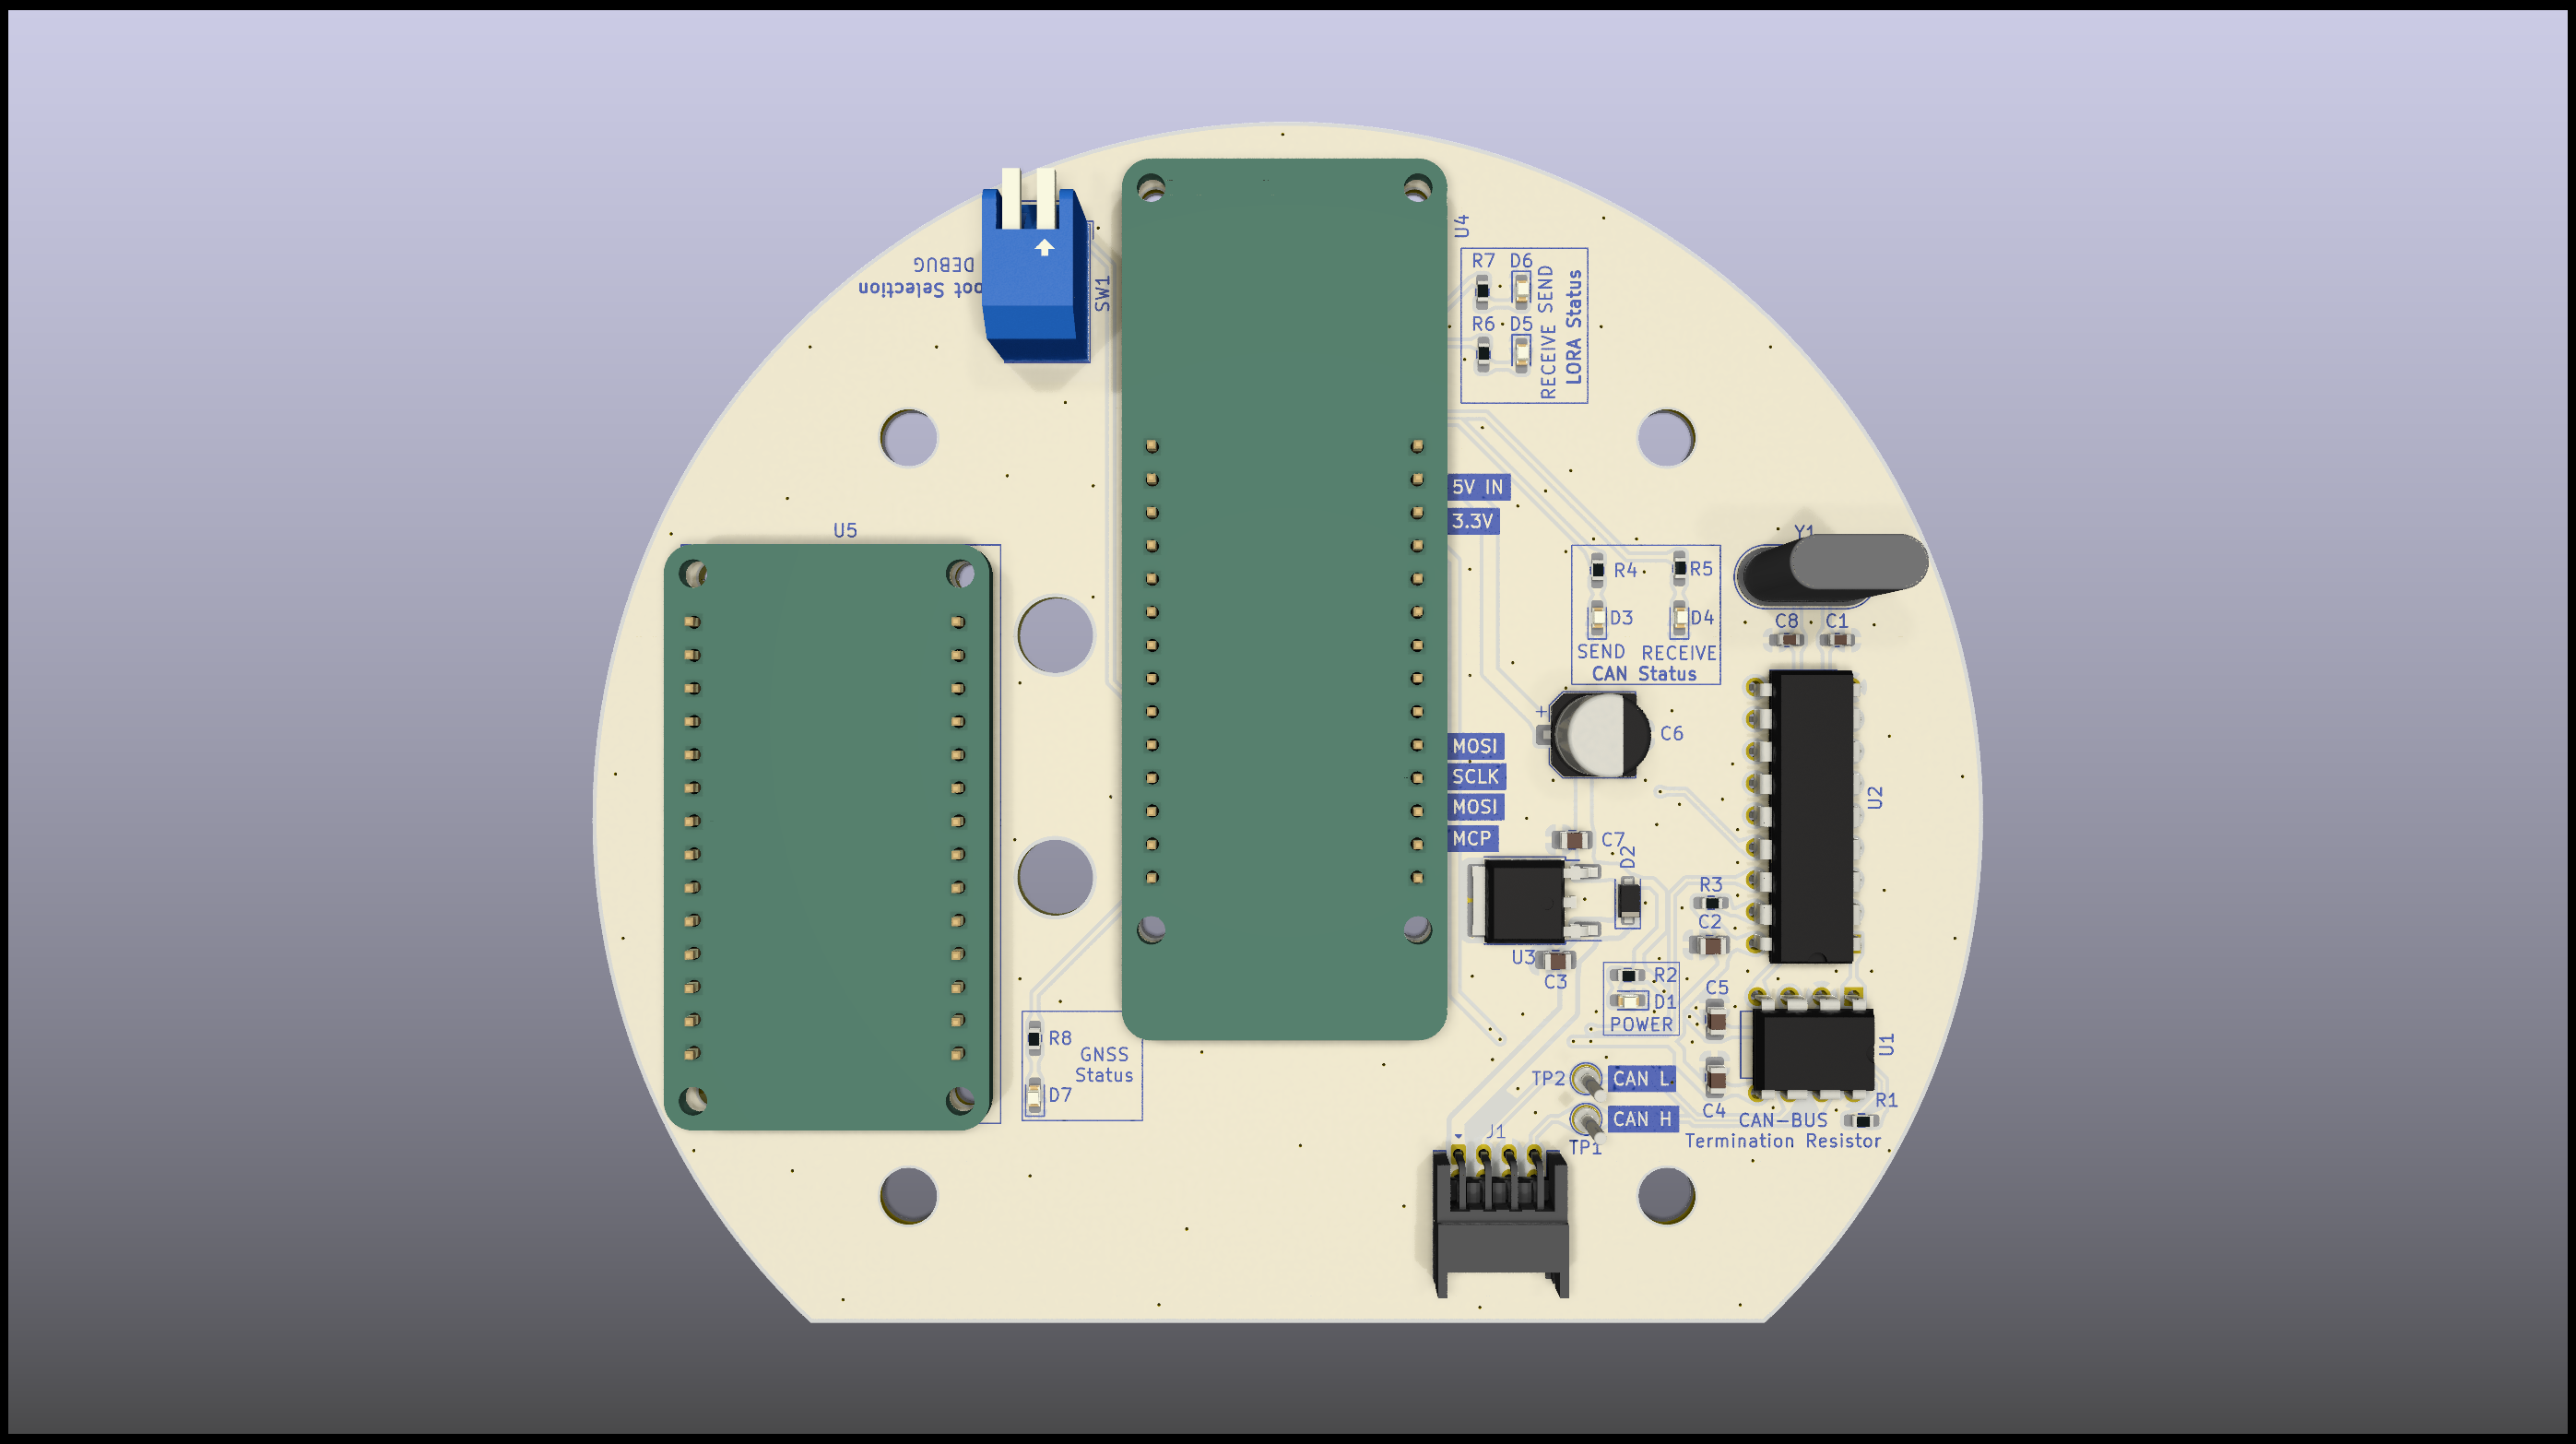 U4
DEBUG
oot Selection
SW1
R7 D6
R6 D5
RECEIVE SEND
LORA Status
5V IN
3.3V
U5
Y1
R4
R5
D3
D4
SEND RECEIVE
CAN Status
C8 C1
+
C6
MOSI
SCLK
MOSI
MCP
U2
C7
D2
R3
C2
U3
C3
R2
D1
POWER
C5
U1
R8
GNSS
Status
D7
TP2
CAN L
CAN H
TP1
J1
C4
R1
CAN-BUS
Termination Resistor